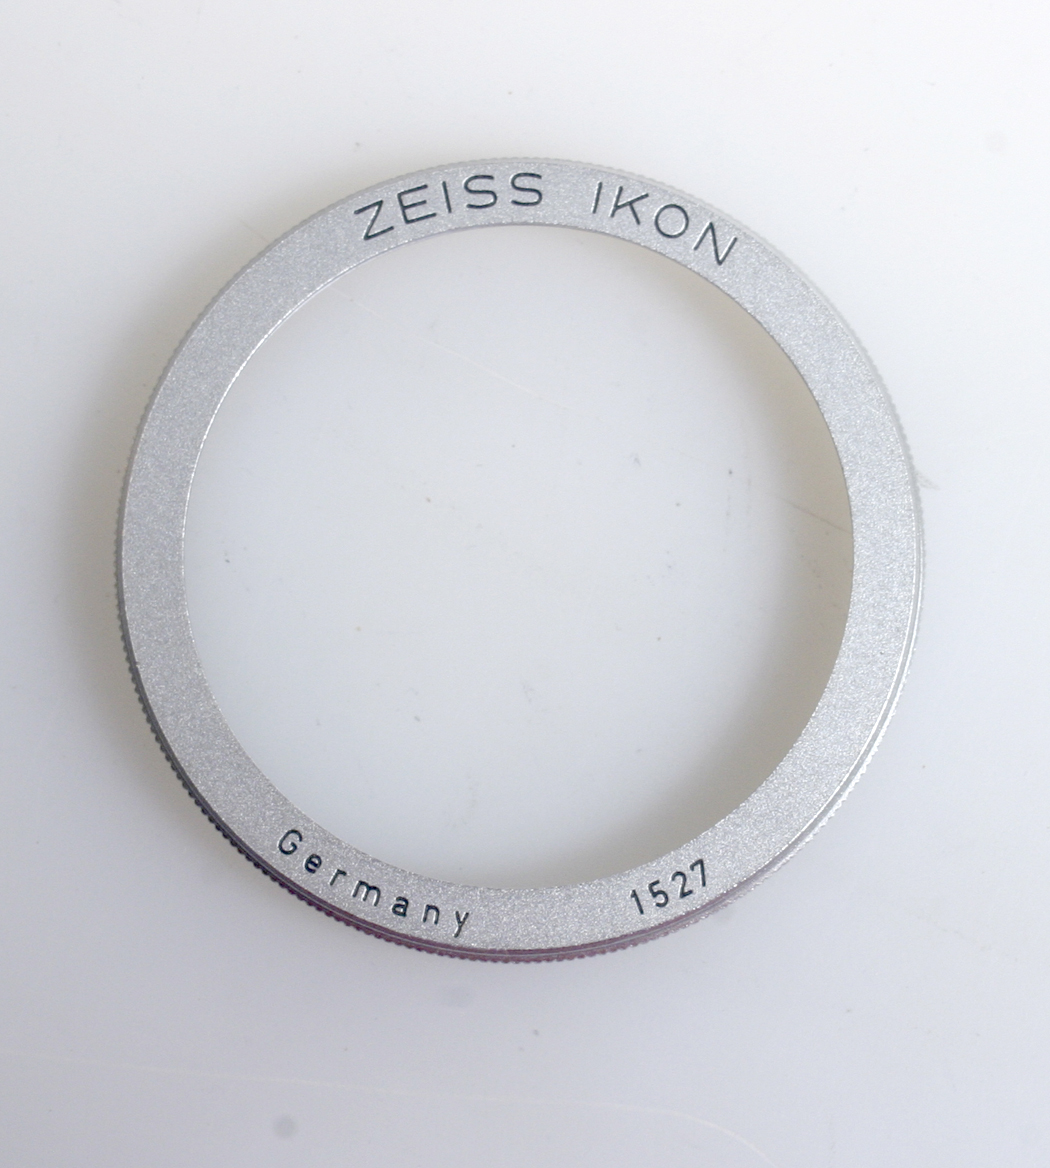 ZEISS IKON
Germany 1527